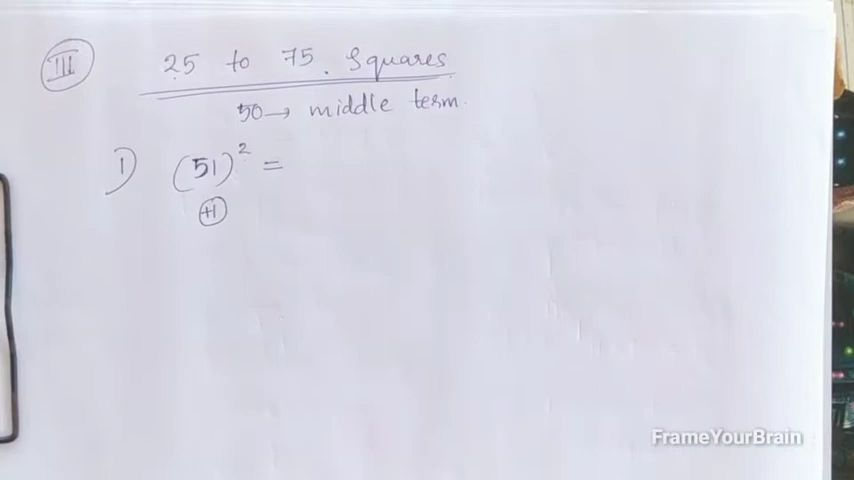 III 25 to 75. Squares
50→ middle term.
1) (51)² =
+1
FrameYourBrain